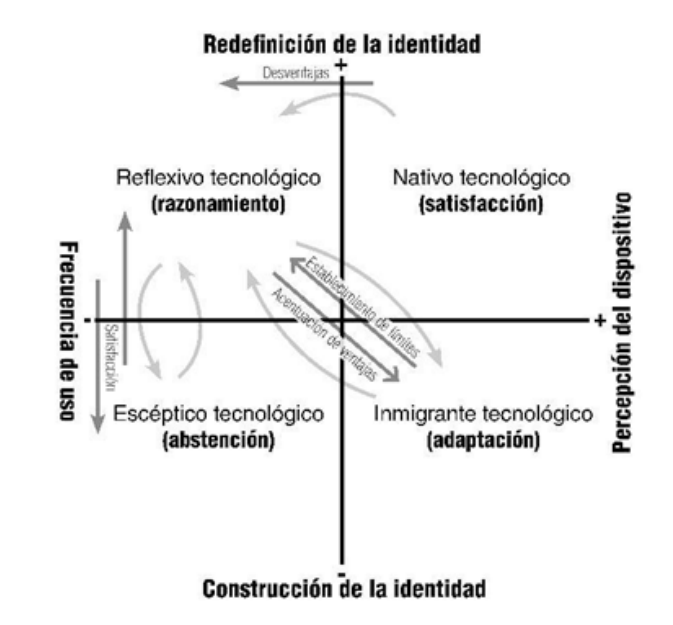 Redefinición de la identidad
+
Desventajas
Reflexivo tecnológico
(razonamiento)
Nativo tecnológico
(satisfacción)
Frecuencia de uso
-
Satisfacción
Establecimiento de límites
Acentuación de ventajas
+
Percepción del dispositivo
Escéptico tecnológico
(abstención)
Inmigrante tecnológico
(adaptación)
-
Construcción de la identidad